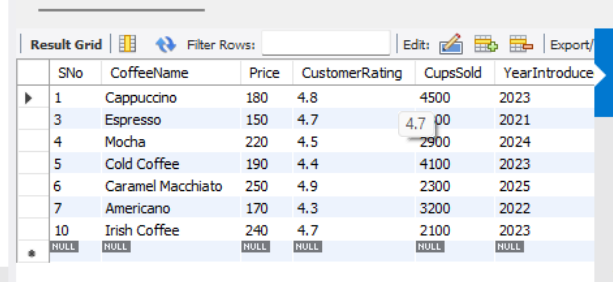 Result Grid Filter Rows: Edit: Export/
SNo CoffeeName Price CustomerRating CupsSold YearIntroduce
1 Cappuccino 180 4.8 4500 2023
3 Espresso 150 4.7 2021
4.7
4 Mocha 220 4.5 2900 2024
5 Cold Coffee 190 4.4 4100 2023
6 Caramel Macchiato 250 4.9 2300 2025
7 Americano 170 4.3 3200 2022
10 Irish Coffee 240 4.7 2100 2023
NULL NULL NULL NULL NULL NULL